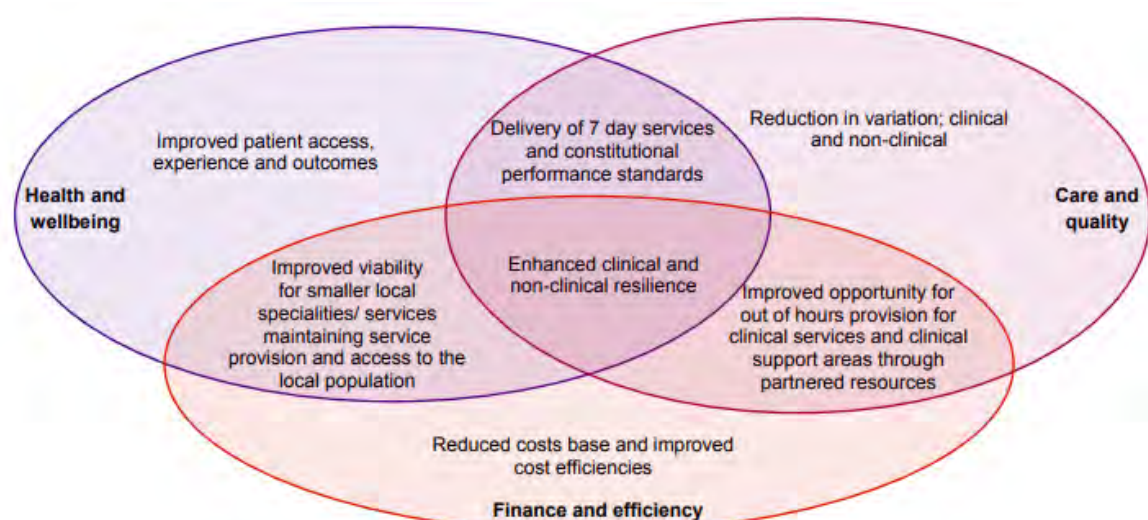 Improved patient access,
experience and outcomes
Delivery of 7 day services
and constitutional
performance standards
Reduction in variation; clinical
and non-clinical
Health and
wellbeing
Care and
quality
Improved viability
for smaller local
specialities/ services
maintaining service
provision and access to the
local population
Enhanced clinical and
non-clinical resilience
Improved opportunity for
out of hours provision for
clinical services and clinical
support areas through
partnered resources
Reduced costs base and improved
cost efficiencies
Finance and efficiency